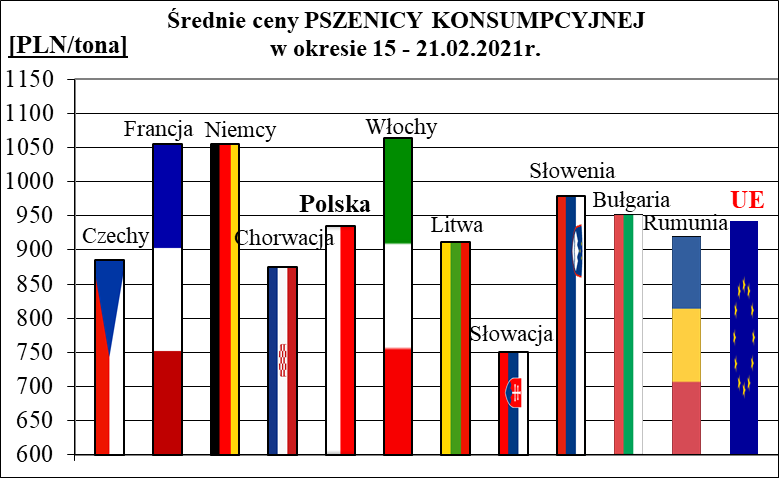 Średnie ceny PSZENICY KONSUMPCYJNEJ
w okresie 15 - 21.02.2021r.
[PLN/tona]
1150
1100
1050
1000
950
900
850
800
750
700
650
600
Czechy
Francja
Niemcy
Chorwacja
Polska
Włochy
Litwa
Słowacja
Słowenia
Bułgaria
Rumunia
UE